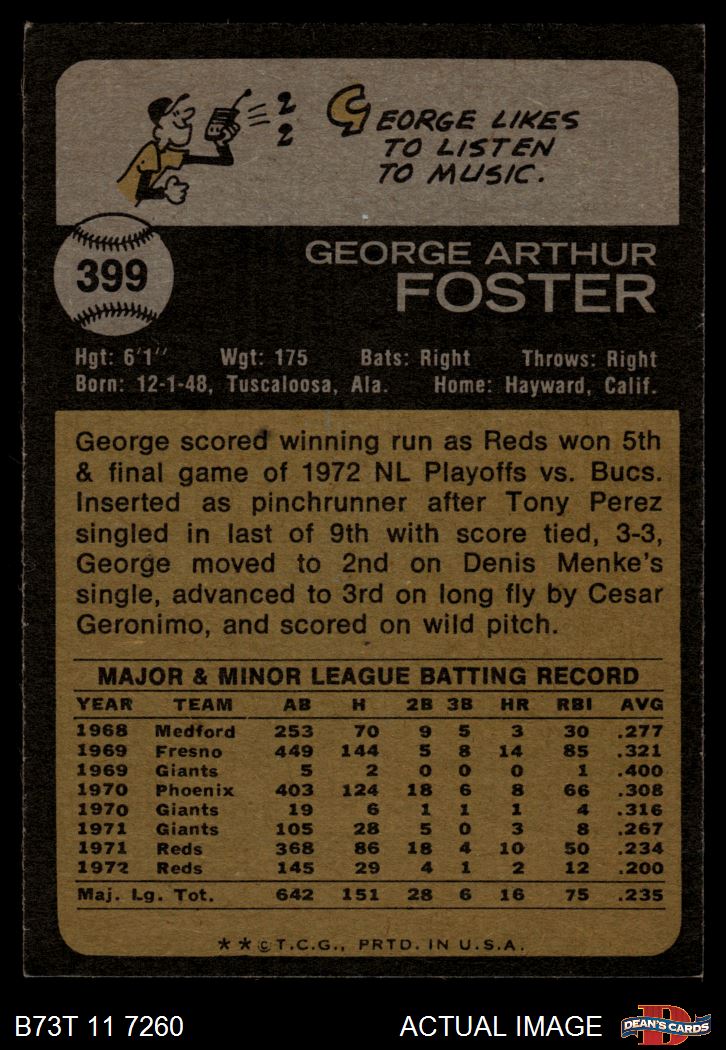 2
2
GEORGE LIKES
TO LISTEN
TO MUSIC.
399
GEORGE ARTHUR
FOSTER
Hgt: 6'1" Wgt: 175 Bats: Right Throws: Right
Born: 12-1-48, Tuscaloosa, Ala. Home: Hayward, Calif.
George scored winning run as Reds won 5th
& final game of 1972 NL Playoffs vs. Bucs.
Inserted as pinchrunner after Tony Perez
singled in last of 9th with score tied, 3-3,
George moved to 2nd on Denis Menke's
single, advanced to 3rd on long fly by Cesar
Geronimo, and scored on wild pitch.
MAJOR & MINOR LEAGUE BATTING RECORD
YEAR TEAM AB H 2B 3B HR RBI AVG
1968 Medford 253 70 9 5 3 30 .277
1969 Fresno 449 144 5 8 14 85 .321
1969 Giants 5 2 0 0 0 1 .400
1970 Phoenix 403 124 18 6 8 66 .308
1970 Giants 19 6 1 1 1 4 .316
1971 Giants 105 28 5 0 3 8 .267
1971 Reds 368 86 18 4 10 50 .234
1972 Reds 145 29 4 1 2 12 .200
Maj. Lg. Tot. 642 151 28 6 16 75 .235
**©T.C.G., PRTD. IN U.S.A.
B73T 11 7260 ACTUAL IMAGE
D
DEAN'S CARDS